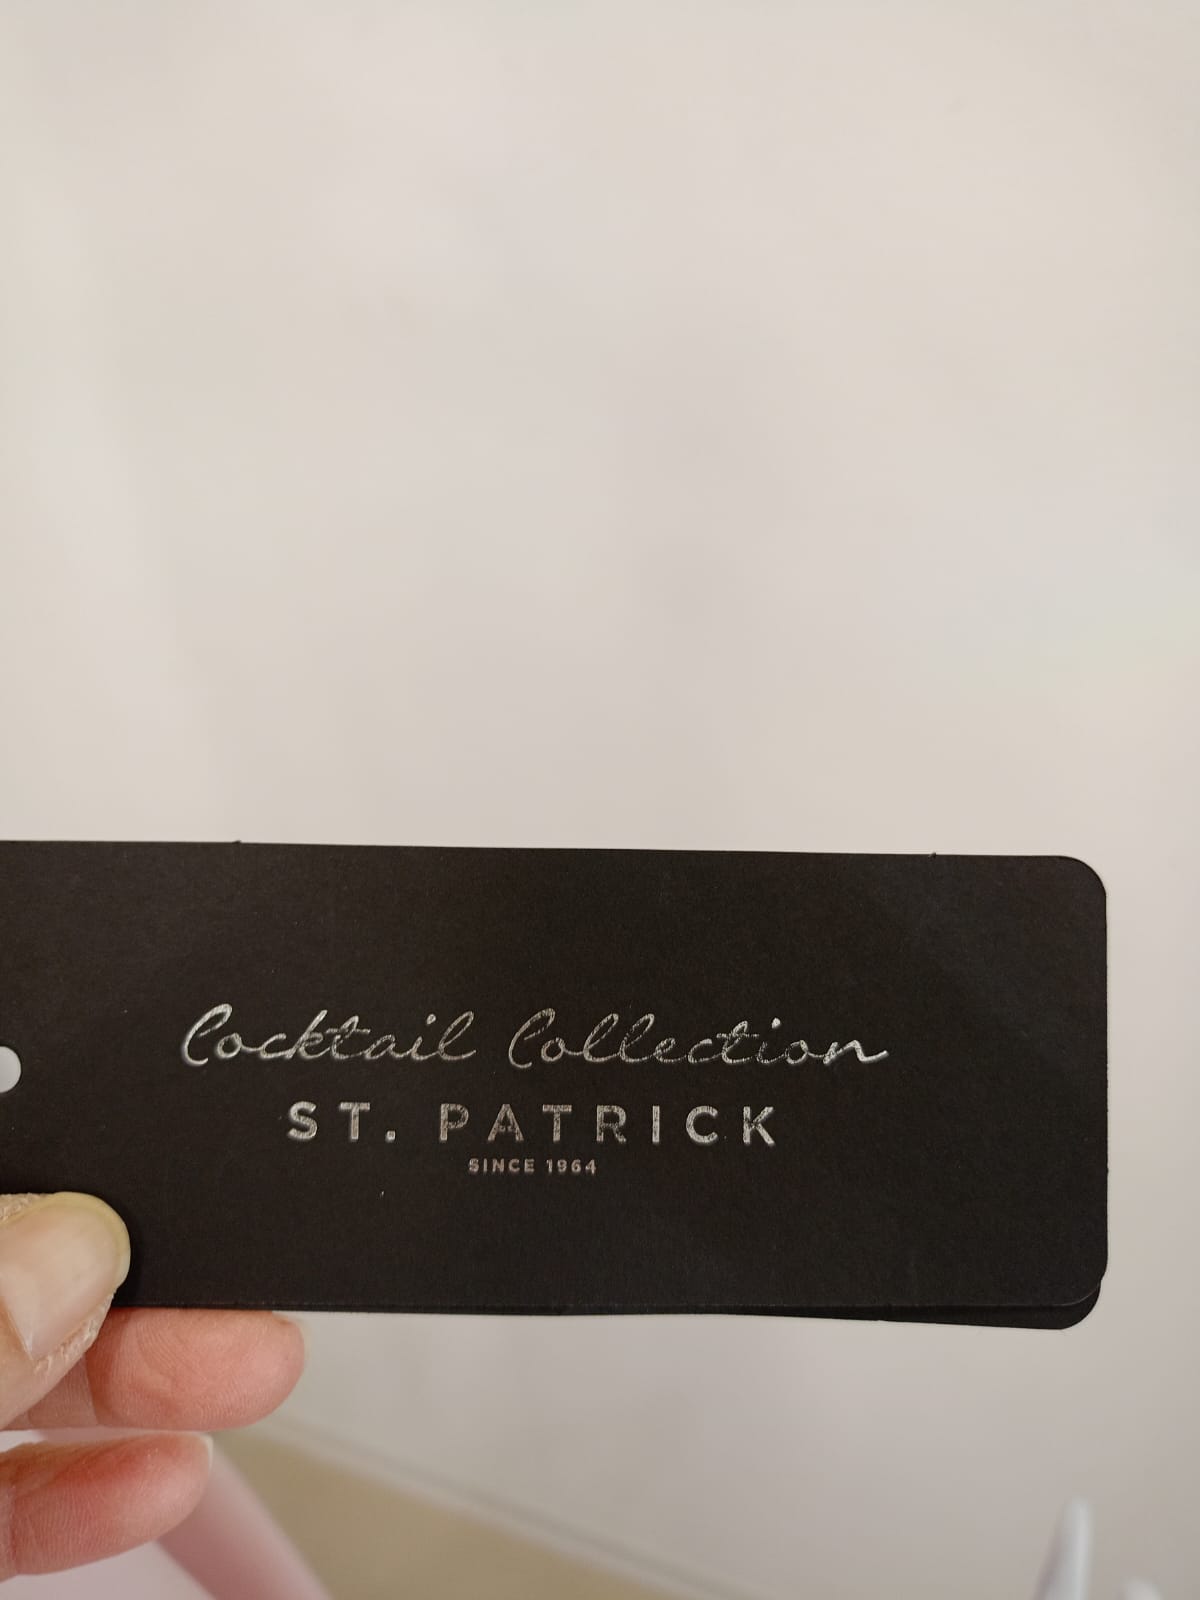 Cocktail Collection
ST. PATRICK
SINCE 1964